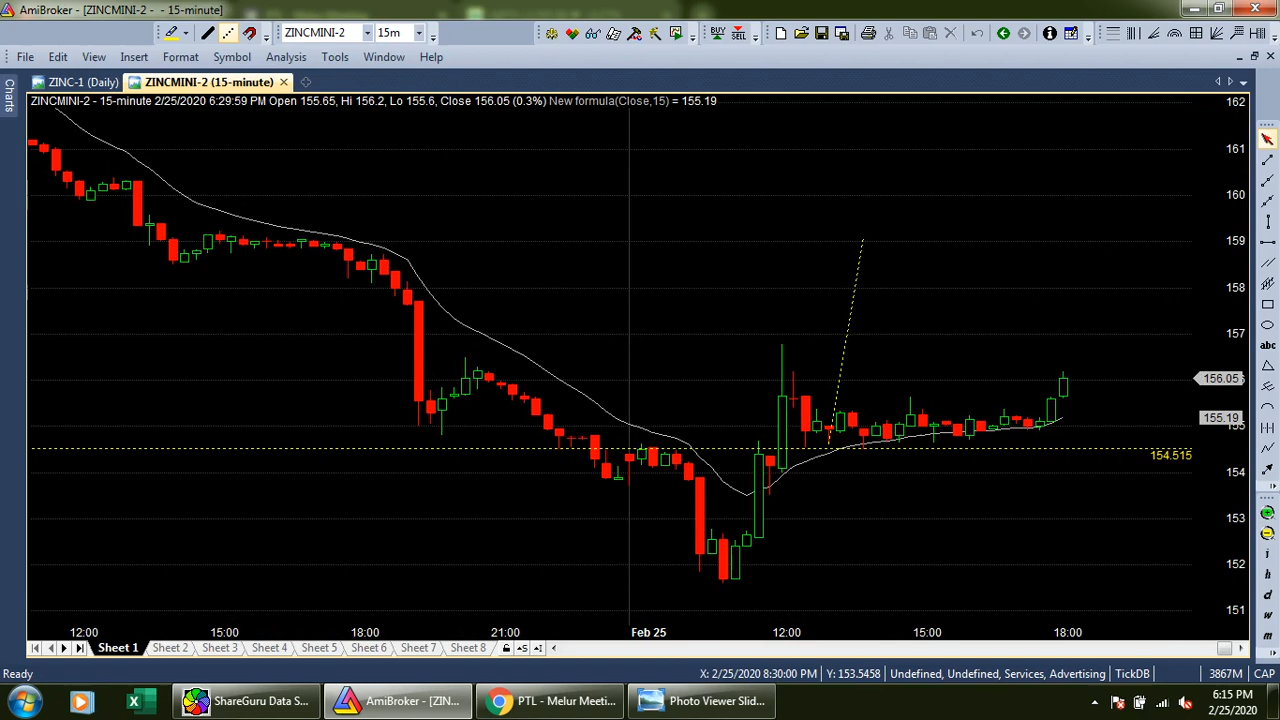 AmiBroker - [ZINCMINI-2 - - 15-minute]
ZINCMINI-2
15m
BUY
SELL
File Edit View Insert Format Symbol Analysis Tools Window Help
Charts
ZINC-1 (Daily)
ZINCMINI-2 (15-minute)
ZINCMINI-2 - 15-minute 2/25/2020 6:29:59 PM Open 155.65, Hi 156.2, Lo 155.6, Close 156.05 (0.3%) New formula(Close,15) = 155.19
162
161
160
159
158
157
156.05
155.19
155
154.515
154
153
152
151
abc
i
h
d
w
m
12:00 15:00 18:00 21:00 Feb 25 12:00 15:00 18:00
Sheet 1 Sheet 2 Sheet 3 Sheet 4 Sheet 5 Sheet 6 Sheet 7 Sheet 8
Ready
X: 2/25/2020 8:30:00 PM Y: 153.5458 Undefined, Undefined, Services, Advertising TickDB 3867M CAP
ShareGuru Data S...
AmiBroker - [ZIN...
PTL - Melur Meeti...
Photo Viewer Slid...
6:15 PM
2/25/2020